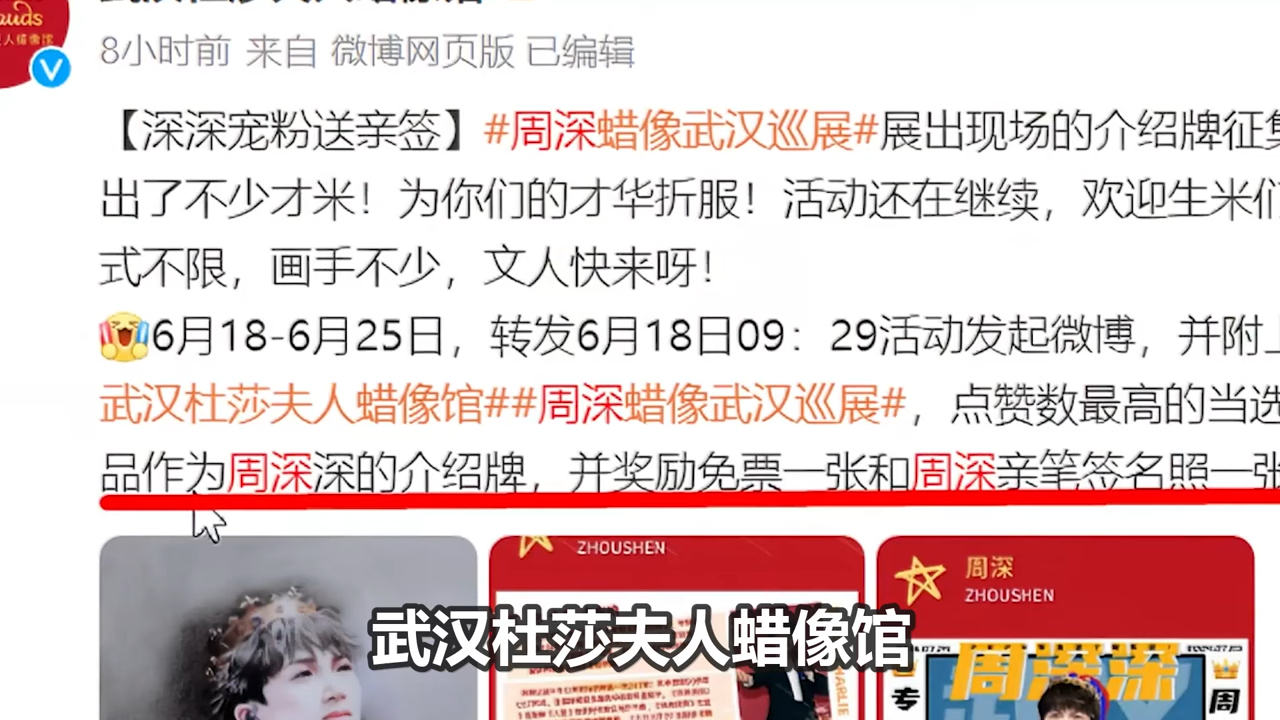 8小时前 来自 微博网页版 已编辑
【深深宠粉送亲签】#周深蜡像武汉巡展#展出现场的介绍牌征集
出了不少才米！为你们的才华折服！活动还在继续，欢迎生米们
式不限，画手不少，文人快来呀！
6月18-6月25日，转发6月18日09：29活动发起微博，并附上
武汉杜莎夫人蜡像馆##周深蜡像武汉巡展#，点赞数最高的当选
品作为周深深的介绍牌，并奖励免票一张和周深亲笔签名照一张
ZHOUSHEN
周深
ZHOUSHEN
周深深
专
周
武汉杜莎夫人蜡像馆